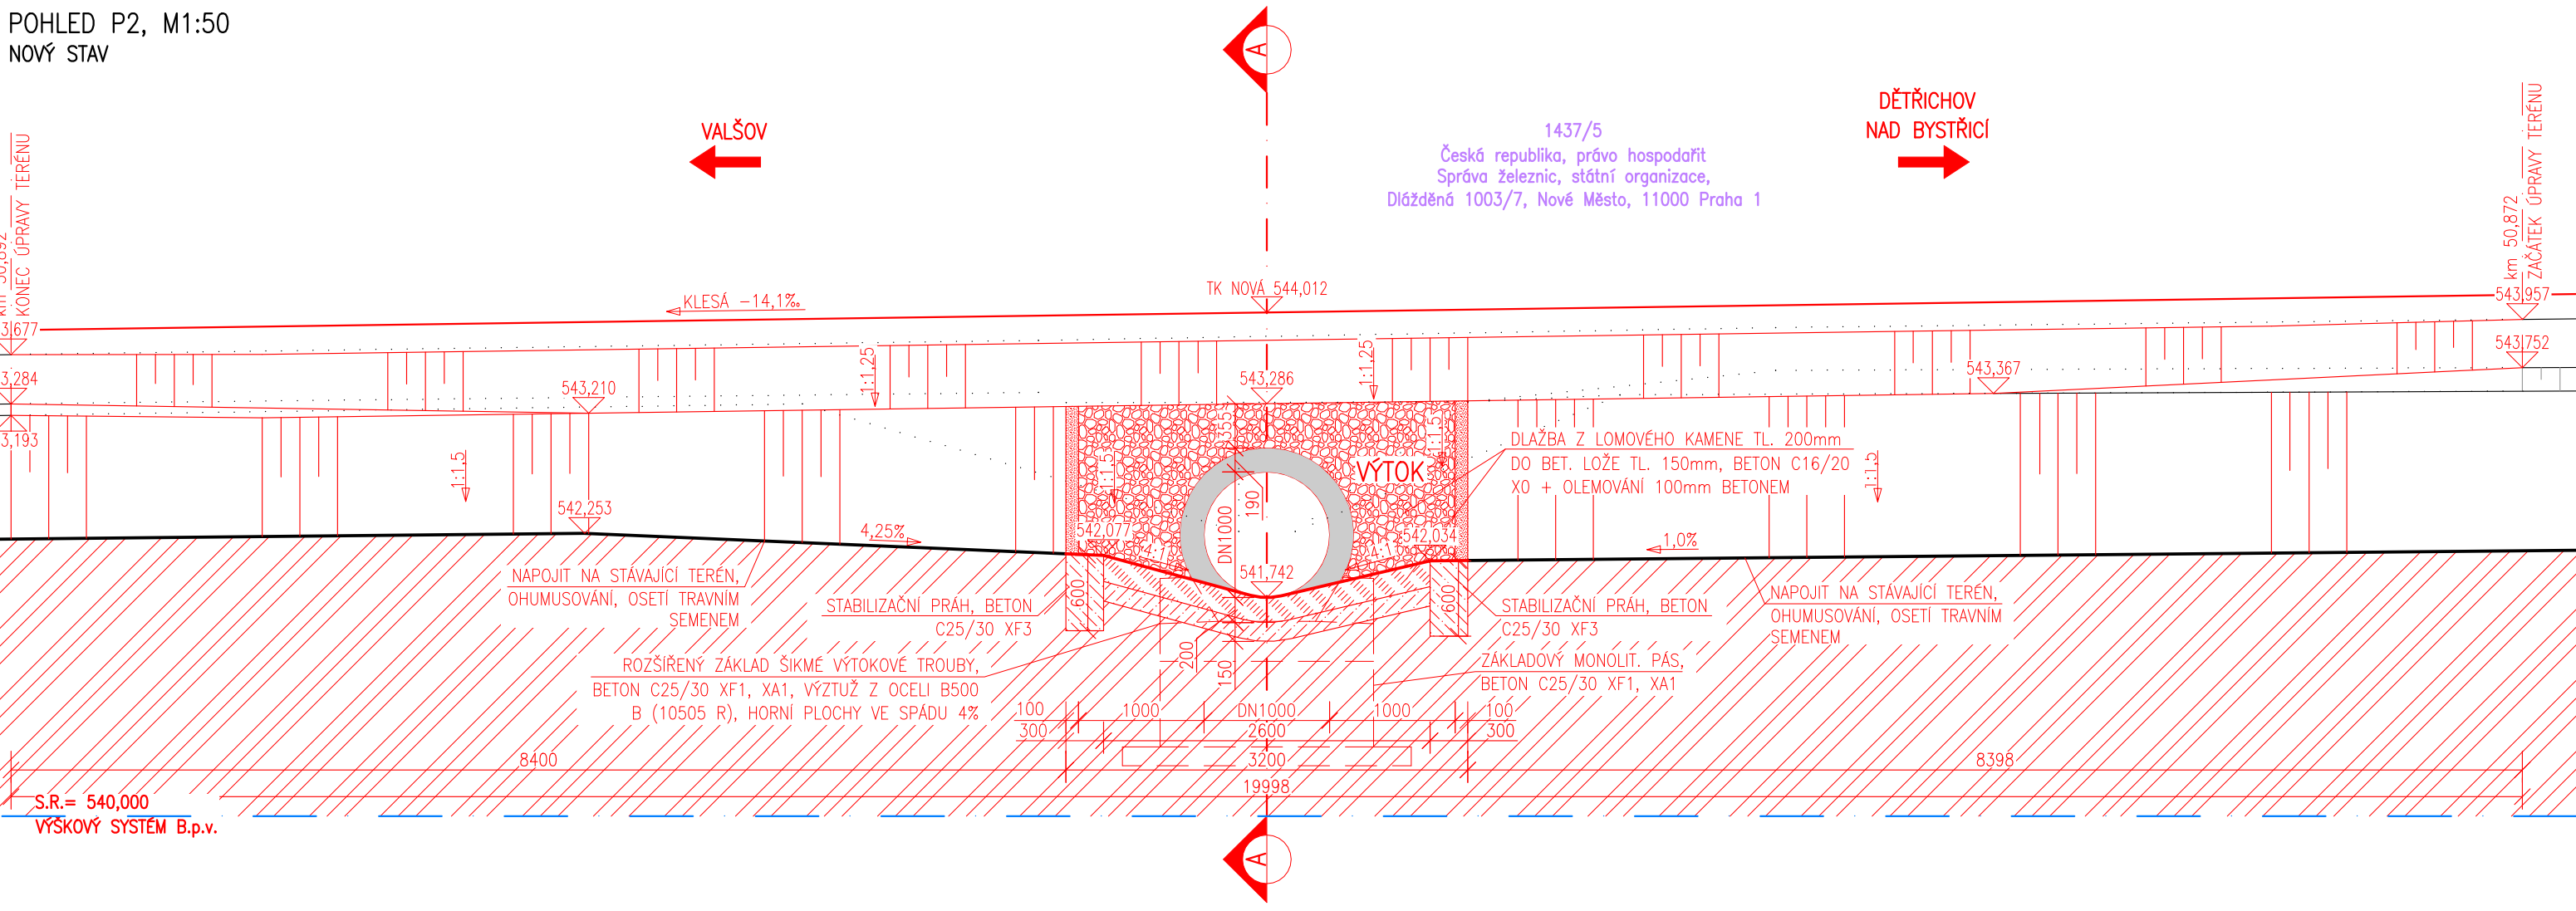 POHLED P2, M1:50
NOVÝ STAV
A
VALŠOV
DĚTŘICHOV
NAD BYSTŘICÍ
1437/5
Česká republika, právo hospodařit
Správa železnic, státní organizace,
Dlážděná 1003/7, Nové Město, 11000 Praha 1
KONEC ÚPRAVY TERÉNU
km 50,872
ZAČÁTEK ÚPRAVY TERÉNU
KLESÁ -14,1‰
TK NOVÁ 544,012
543,957
3,677
543,752
3,284
543,210
1:1,25
543,286
1:1,25
543,367
3,193
1:1,5
542,253
4,25%
1:1,5
355
190
DN1000
VÝTOK
1:1,5
DLAŽBA Z LOMOVÉHO KAMENE TL. 200mm
DO BET. LOŽE TL. 150mm, BETON C16/20
X0 + OLEMOVÁNÍ 100mm BETONEM
1:1,5
542,077
542,034
541,742
1,0%
NAPOJIT NA STÁVAJÍCÍ TERÉN,
OHUMUSOVÁNÍ, OSETÍ TRAVNÍM
SEMENEM
STABILIZAČNÍ PRÁH, BETON
C25/30 XF3
600
600
STABILIZAČNÍ PRÁH, BETON
C25/30 XF3
NAPOJIT NA STÁVAJÍCÍ TERÉN,
OHUMUSOVÁNÍ, OSETÍ TRAVNÍM
SEMENEM
ROZŠÍŘENÝ ZÁKLAD ŠIKMÉ VÝTOKOVÉ TROUBY,
BETON C25/30 XF1, XA1, VÝZTUŽ Z OCELI B500
B (10505 R), HORNÍ PLOCHY VE SPÁDU 4%
200
150
ZÁKLADOVÝ MONOLIT. PÁS,
BETON C25/30 XF1, XA1
100 1000 DN1000 1000 100
300 2600 300
8400 3200 8398
19998
S.R.= 540,000
VÝŠKOVÝ SYSTÉM B.p.v.
A